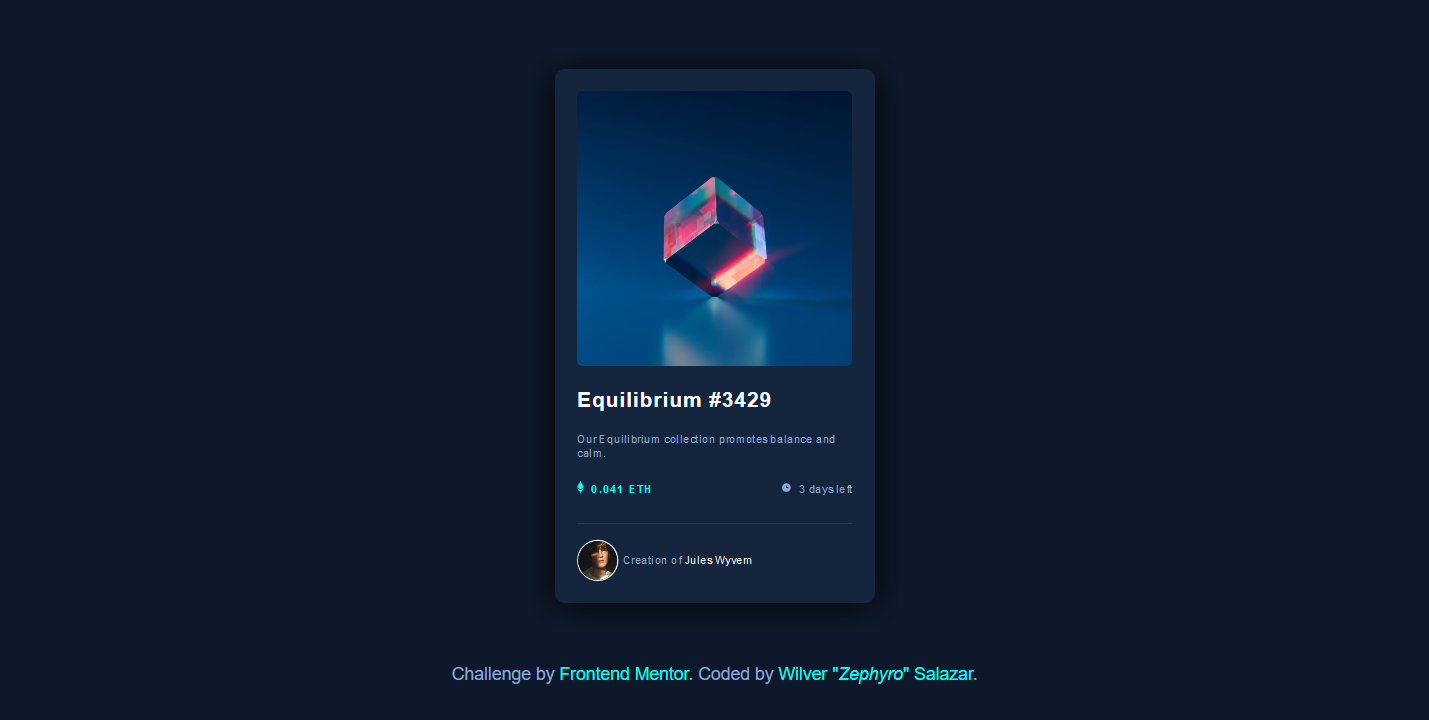 Equilibrium #3429
Our Equilibrium collection promotes balance and
calm.
0.041 ETH
3 days left
Creation of Jules Wyvern
Challenge by Frontend Mentor. Coded by Wilver "Zephyro" Salazar.